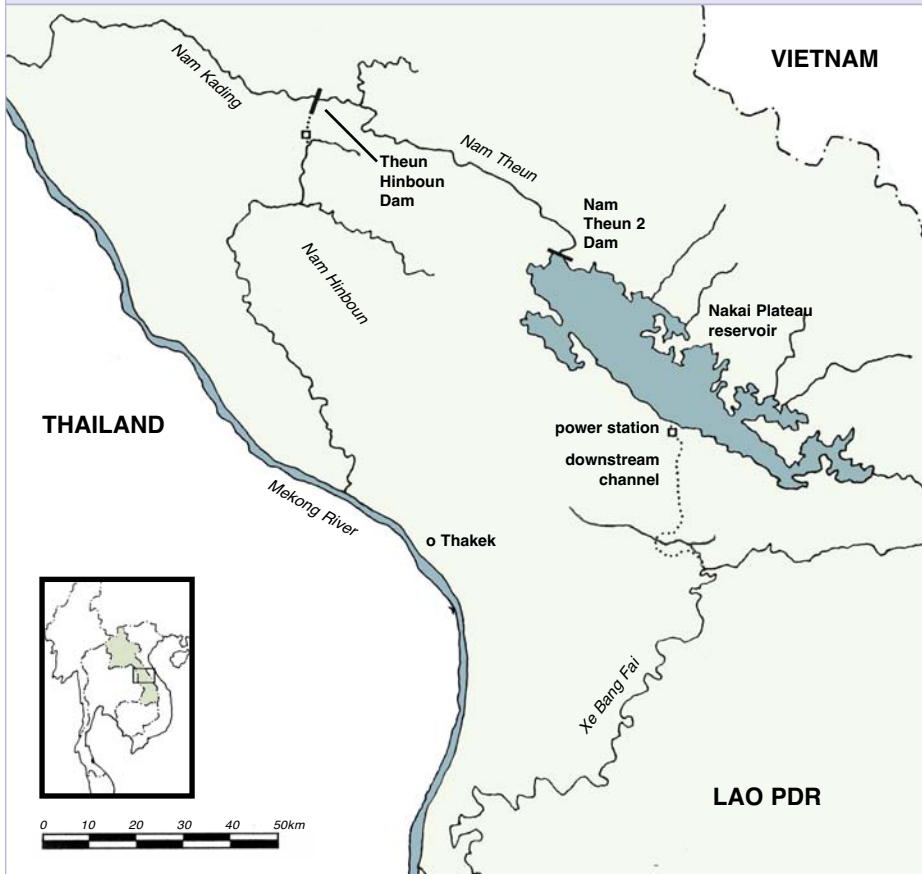 VIETNAM
Nam Kading
Theun
Hinboun
Dam
Nam Theun
Nam
Theun 2
Dam
Nam Hinboun
Nakai Plateau
reservoir
THAILAND
power station
downstream
channel
Mekong River
o Thakek
Xe Bang Fai
LAO PDR
0 10 20 30 40 50km